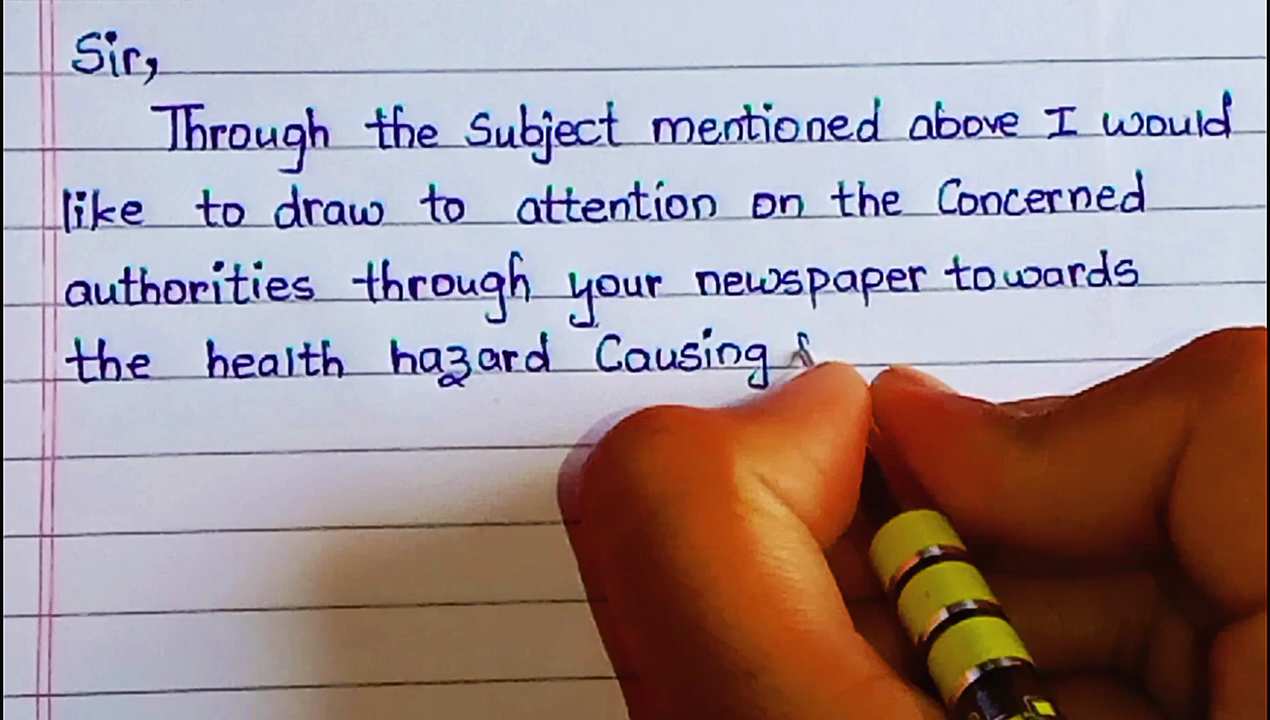 Sir,
Through the Subject mentioned above I would
like to draw to attention on the Concerned
authorities through your newspaper towards
the health hazard Causing